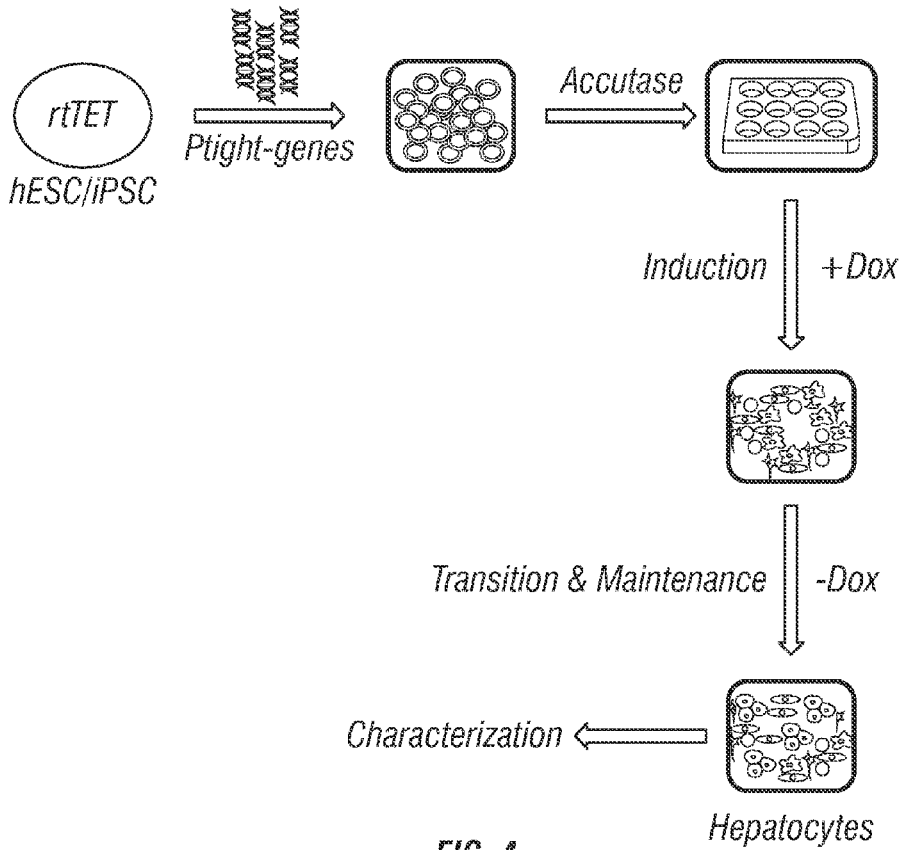 rtTET
hESC/iPSC
Ptight-genes
Accutase
Induction
+Dox
Transition & Maintenance
-Dox
Characterization
Hepatocytes